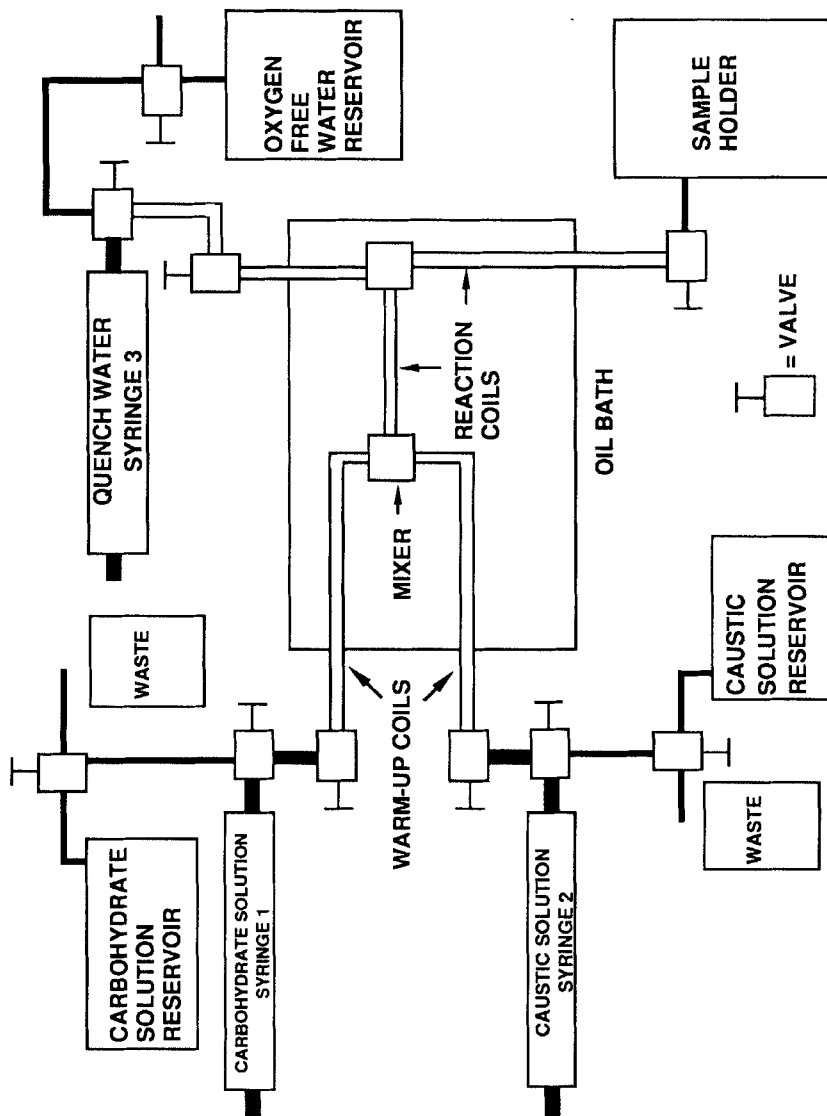 CARBOHYDRATE
SOLUTION
RESERVOIR
WASTE
QUENCH WATER
SYRINGE 3
OXYGEN
FREE
WATER
RESERVOIR
CARBOHYDRATE SOLUTION
SYRINGE 1
WARM-UP COILS
MIXER
REACTION
COILS
OIL BATH
CAUSTIC SOLUTION
SYRINGE 2
WASTE
CAUSTIC
SOLUTION
RESERVOIR
= VALVE
SAMPLE
HOLDER